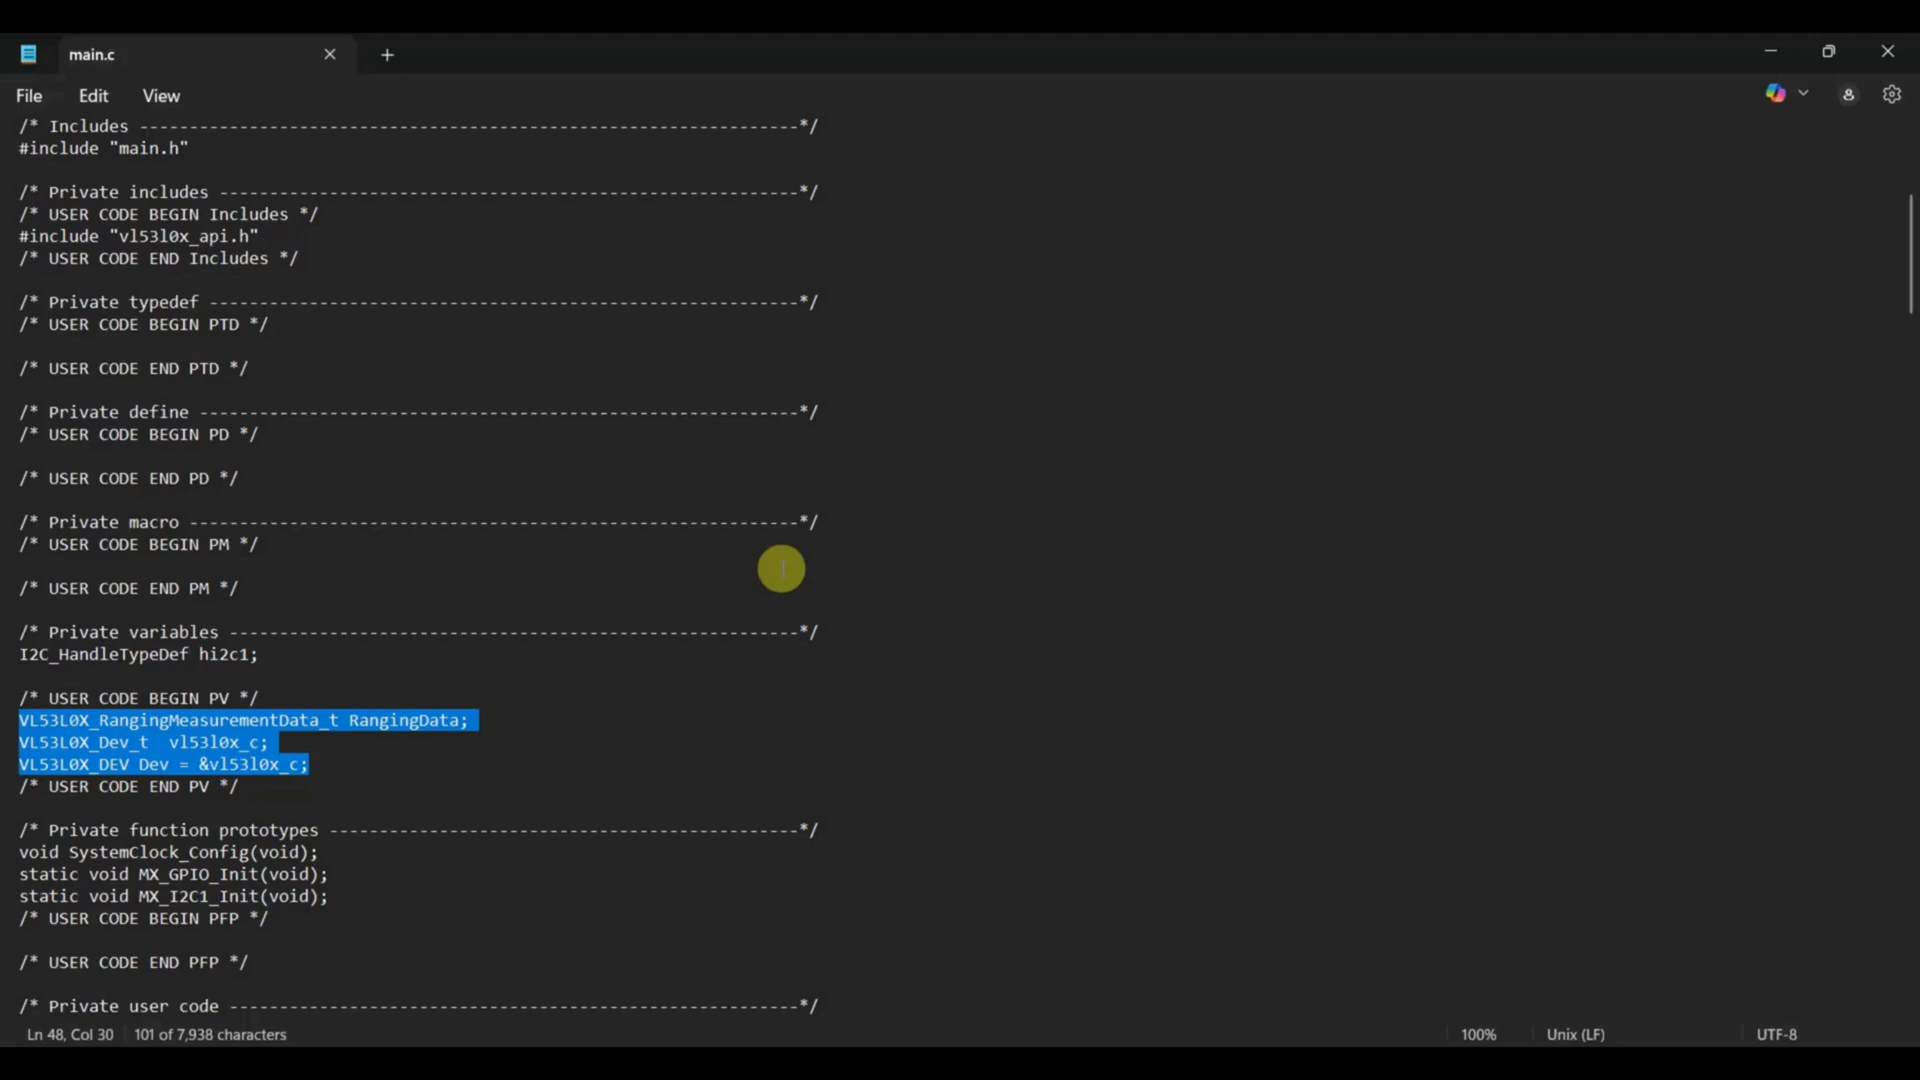 main.c
File Edit View
/* Includes ------------------------------------------------------------------*/
#include "main.h"
/* Private includes ----------------------------------------------------------*/
/* USER CODE BEGIN Includes */
#include "vl53l0x_api.h"
/* USER CODE END Includes */
/* Private typedef -----------------------------------------------------------*/
/* USER CODE BEGIN PTD */
/* USER CODE END PTD */
/* Private define ------------------------------------------------------------*/
/* USER CODE BEGIN PD */
/* USER CODE END PD */
/* Private macro -------------------------------------------------------------*/
/* USER CODE BEGIN PM */
/* USER CODE END PM */
/* Private variables ---------------------------------------------------------*/
I2C_HandleTypeDef hi2c1;
/* USER CODE BEGIN PV */
VL53L0X_RangingMeasurementData_t RangingData;
VL53L0X_Dev_t  vl53l0x_c;
VL53L0X_DEV Dev = &vl53l0x_c;
/* USER CODE END PV */
/* Private function prototypes -----------------------------------------------*/
void SystemClock_Config(void);
static void MX_GPIO_Init(void);
static void MX_I2C1_Init(void);
/* USER CODE BEGIN PFP */
/* USER CODE END PFP */
/* Private user code ---------------------------------------------------------*/
Ln 48, Col 30 101 of 7,938 characters 100% Unix (LF) UTF-8